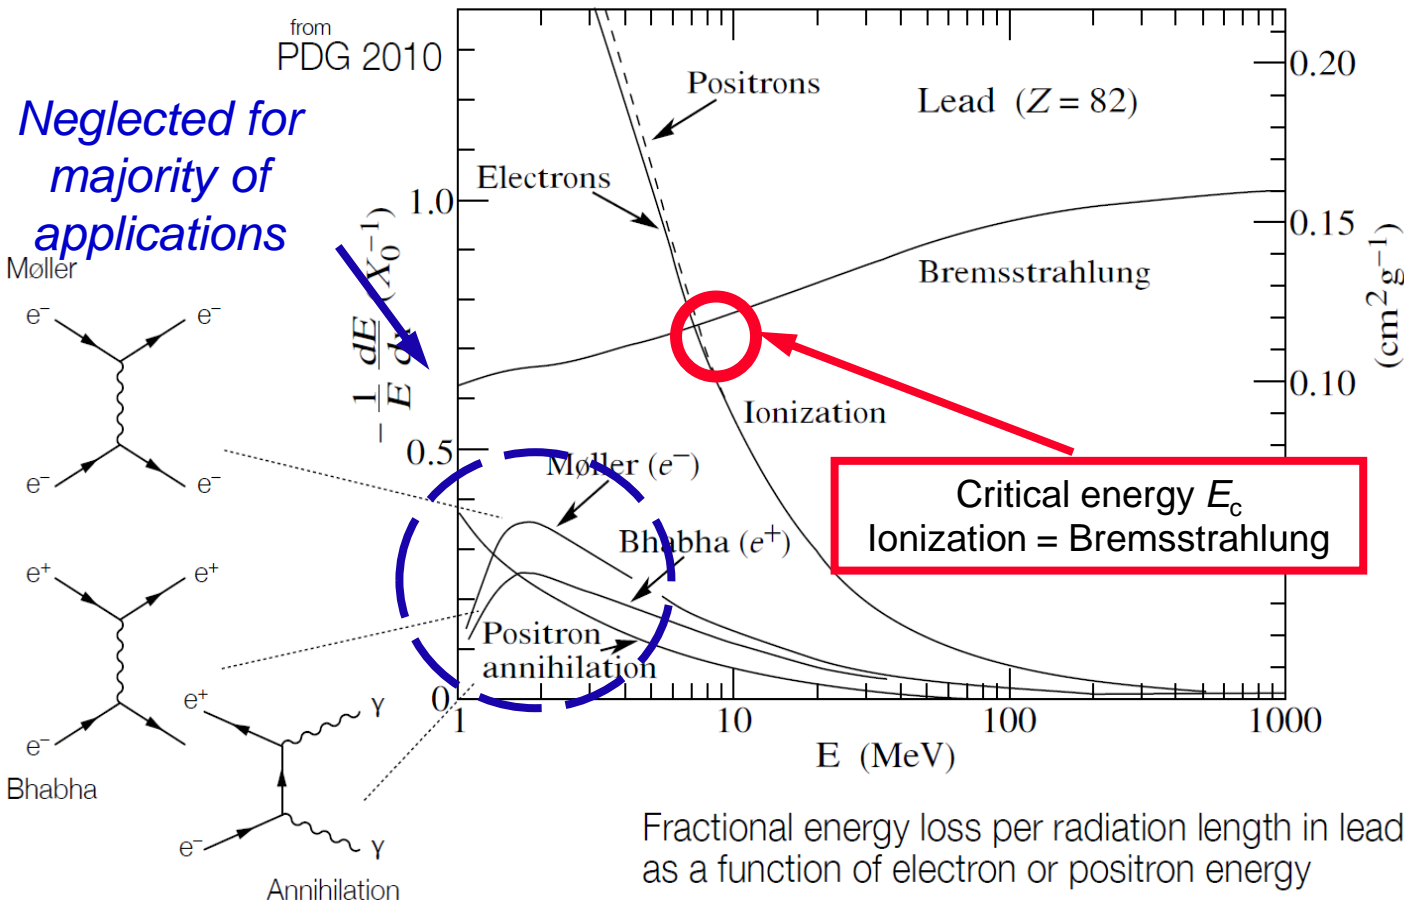 from
PDG 2010
Neglected for
majority of
applications
Positrons
Lead (Z = 82)
Electrons
Bremsstrahlung
Ionization
Møller (e⁻)
Bhabha (e⁺)
Positron
annihilation
Critical energy E_c
Ionization = Bremsstrahlung
1.0
0.5
0
− 1/E dE/dx (X₀⁻¹)
0.20
0.15
0.10
(cm² g⁻¹)
1 10 100 1000
E (MeV)
Møller
e⁻ e⁻
e⁻ e⁻
e⁺ e⁺
e⁻
Bhabha
e⁺ γ
e⁻ γ
Annihilation
Fractional energy loss per radiation length in lead
as a function of electron or positron energy